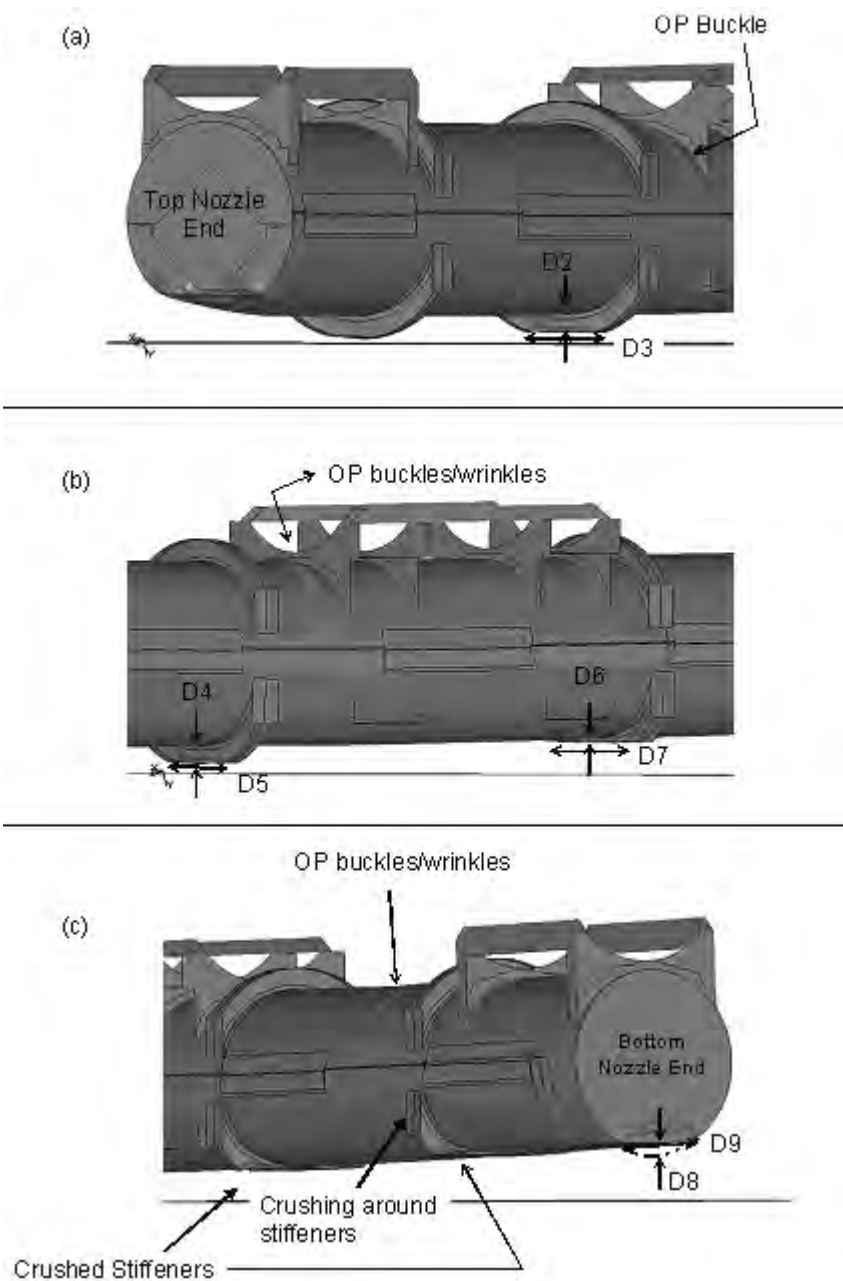 (a)
OP Buckle
Top Nozzle
End
D2
D3
(b)
OP buckles/wrinkles
D4
D6
D5
D7
OP buckles/wrinkles
(c)
Bottom
Nozzle End
D9
D8
Crushing around
stiffeners
Crushed Stiffeners